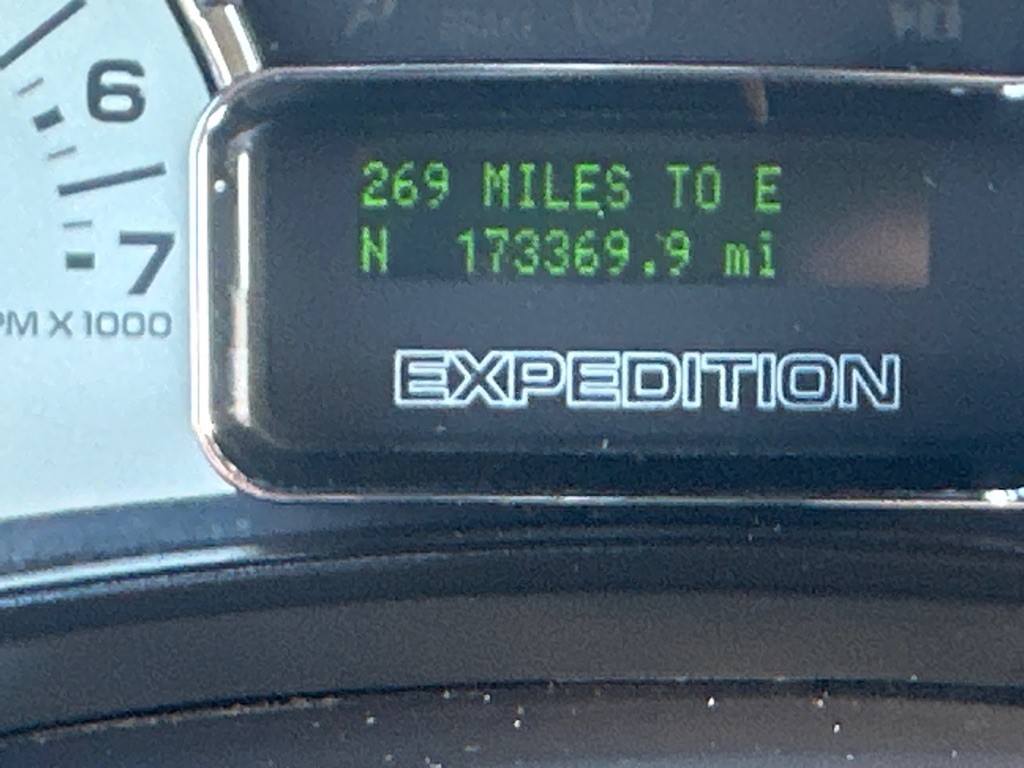 6
7
PM X 1000
269 MILES TO E
N 173369.9 mi
EXPEDITION